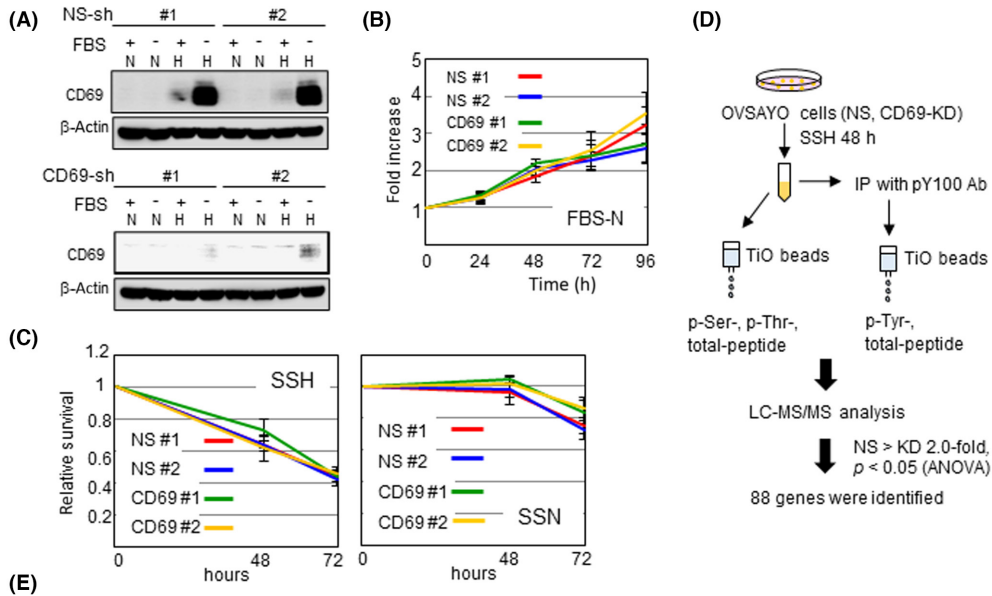 (A)
NS-sh #1 #2
FBS + - + - + - + -
N N H H N N H H
CD69
β-Actin
CD69-sh #1 #2
FBS + - + - + - + -
N N H H N N H H
CD69
β-Actin
(B)
5
4
3
2
1
Fold increase
NS #1
NS #2
CD69 #1
CD69 #2
FBS-N
0 24 48 72 96
Time (h)
(C)
1.2
1
0.8
0.6
0.4
0.2
Relative survival
SSH
NS #1
NS #2
CD69 #1
CD69 #2
0 48 72
hours
NS #1
NS #2
CD69 #1
CD69 #2
SSN
0 48 72
hours
(D)
OVSAYO cells (NS, CD69-KD)
SSH 48 h
IP with pY100 Ab
TiO beads
TiO beads
p-Ser-, p-Thr-,
total-peptide
p-Tyr-,
total-peptide
LC-MS/MS analysis
NS > KD 2.0-fold,
p < 0.05 (ANOVA)
88 genes were identified
(E)